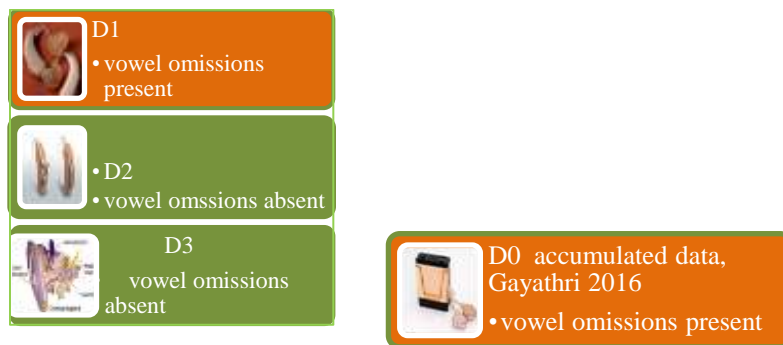 D1
• vowel omissions
present
• D2
• vowel omssions absent
D3
vowel omissions
absent
D0 accumulated data,
Gayathri 2016
• vowel omissions present